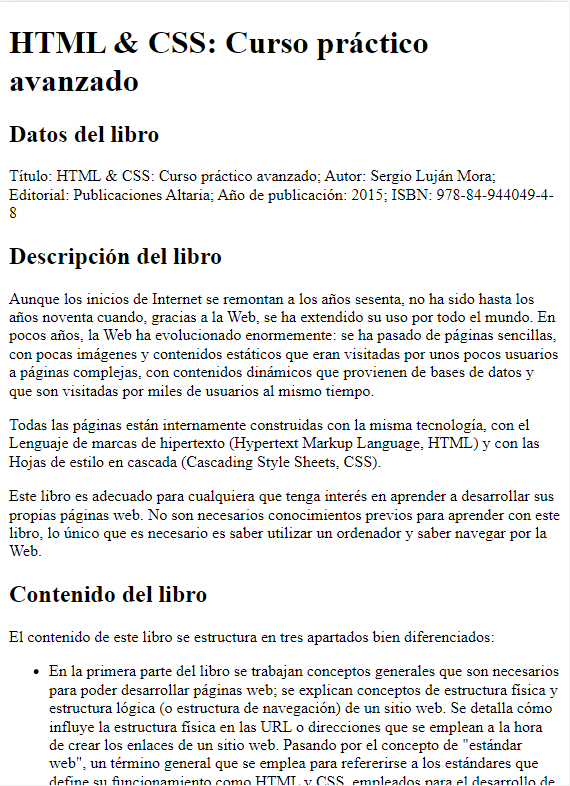 HTML & CSS: Curso práctico
avanzado
Datos del libro
Título: HTML & CSS: Curso práctico avanzado; Autor: Sergio Luján Mora;
Editorial: Publicaciones Altaria; Año de publicación: 2015; ISBN: 978-84-944049-4-
8
Descripción del libro
Aunque los inicios de Internet se remontan a los años sesenta, no ha sido hasta los
años noventa cuando, gracias a la Web, se ha extendido su uso por todo el mundo. En
pocos años, la Web ha evolucionado enormemente: se ha pasado de páginas sencillas,
con pocas imágenes y contenidos estáticos que eran visitadas por unos pocos usuarios
a páginas complejas, con contenidos dinámicos que provienen de bases de datos y
que son visitadas por miles de usuarios al mismo tiempo.
Todas las páginas están internamente construidas con la misma tecnología, con el
Lenguaje de marcas de hipertexto (Hypertext Markup Language, HTML) y con las
Hojas de estilo en cascada (Cascading Style Sheets, CSS).
Este libro es adecuado para cualquiera que tenga interés en aprender a desarrollar sus
propias páginas web. No son necesarios conocimientos previos para aprender con este
libro, lo único que es necesario es saber utilizar un ordenador y saber navegar por la
Web.
Contenido del libro
El contenido de este libro se estructura en tres apartados bien diferenciados:
• En la primera parte del libro se trabajan conceptos generales que son necesarios
para poder desarrollar páginas web; se explican conceptos de estructura física y
estructura lógica (o estructura de navegación) de un sitio web. Se detalla cómo
influye la estructura física en las URL o direcciones que se emplean a la hora
de crear los enlaces de un sitio web. Pasando por el concepto de "estándar
web", un término general que se emplea para refererirse a los estándares que
define su funcionamiento como HTML y CSS, empleados para el desarrollo de